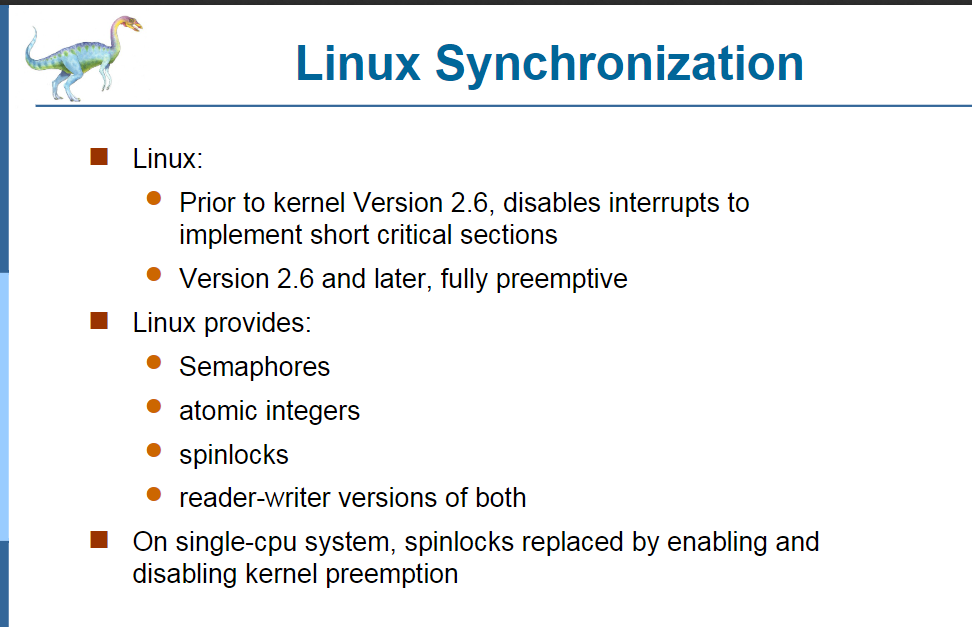 Linux Synchronization
Linux:
Prior to kernel Version 2.6, disables interrupts to
implement short critical sections
Version 2.6 and later, fully preemptive
Linux provides:
Semaphores
atomic integers
spinlocks
reader-writer versions of both
On single-cpu system, spinlocks replaced by enabling and
disabling kernel preemption